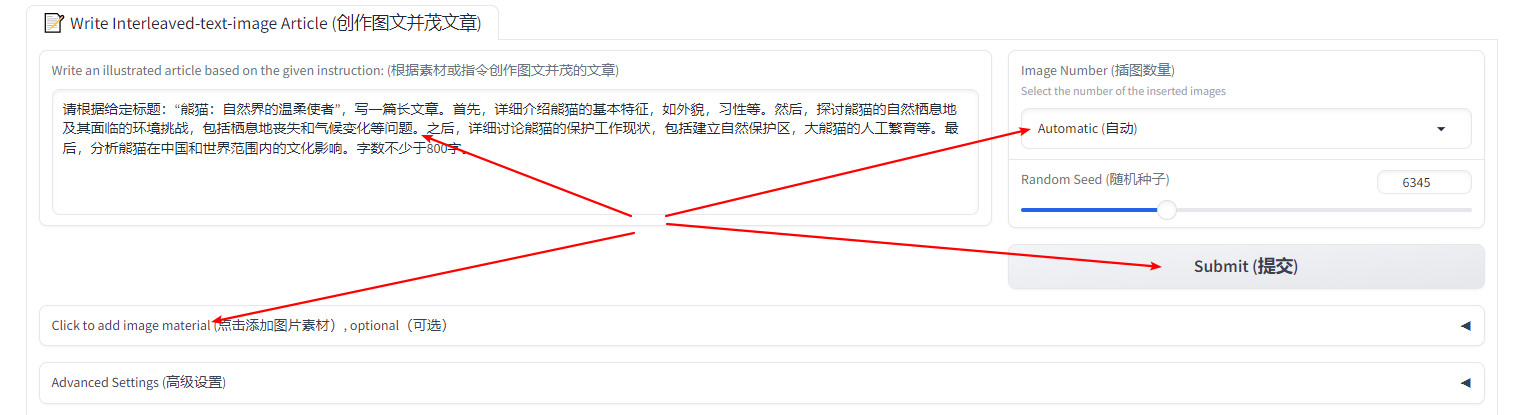 📝 Write Interleaved-text-image Article (创作图文并茂文章)
Write an illustrated article based on the given instruction: (根据素材或指令创作图文并茂的文章)
请根据给定标题：“熊猫：自然界的温柔使者”，写一篇长文章。首先，详细介绍熊猫的基本特征，如外貌，习性等。然后，探讨熊猫的自然栖息地
及其面临的环境挑战，包括栖息地丧失和气候变化等问题。之后，详细讨论熊猫的保护工作现状，包括建立自然保护区，大熊猫的人工繁育等。最
后，分析熊猫在中国和世界范围内的文化影响。字数不少于800字。
Image Number (插图数量)
Select the number of the inserted images
Automatic (自动)
Random Seed (随机种子)
6345
Submit (提交)
Click to add image material (点击添加图片素材）, optional（可选）
Advanced Settings (高级设置)